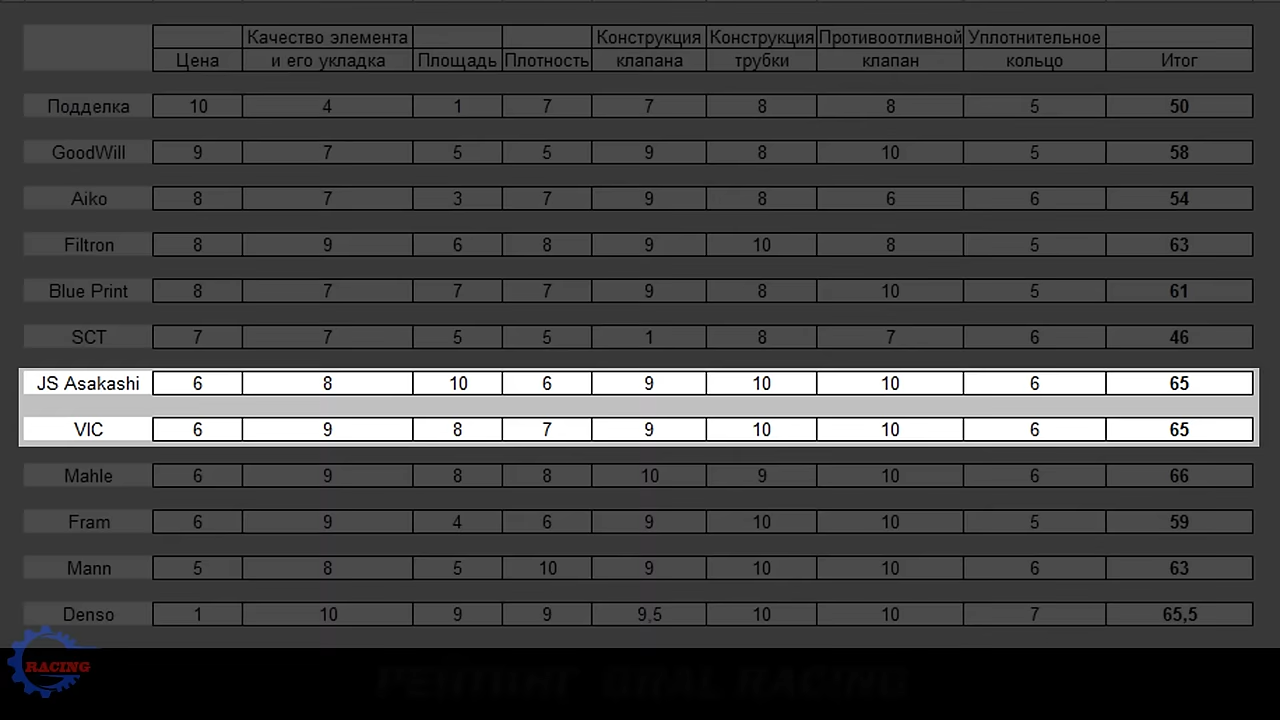 Качество элемента Конструкция Конструкция Противоотливной Уплотнительное
Цена и его укладка Площадь Плотность клапана трубки клапан кольцо Итог
Подделка 10 4 1 7 7 8 8 5 50
GoodWill 9 7 5 5 9 8 10 5 58
Aiko 8 7 3 7 9 8 6 6 54
Filtron 8 9 6 8 9 10 8 5 63
Blue Print 8 7 7 7 9 8 10 5 61
SCT 7 7 5 5 1 8 7 6 46
JS Asakashi 6 8 10 6 9 10 10 6 65
VIC 6 9 8 7 9 10 10 6 65
Mahle 6 9 8 8 10 9 10 6 66
Fram 6 9 4 6 9 10 10 5 59
Mann 5 8 5 10 9 10 10 6 63
Denso 1 10 9 9 9,5 10 10 7 65,5
RACING
РЕЙТИНГ GRAL RACING